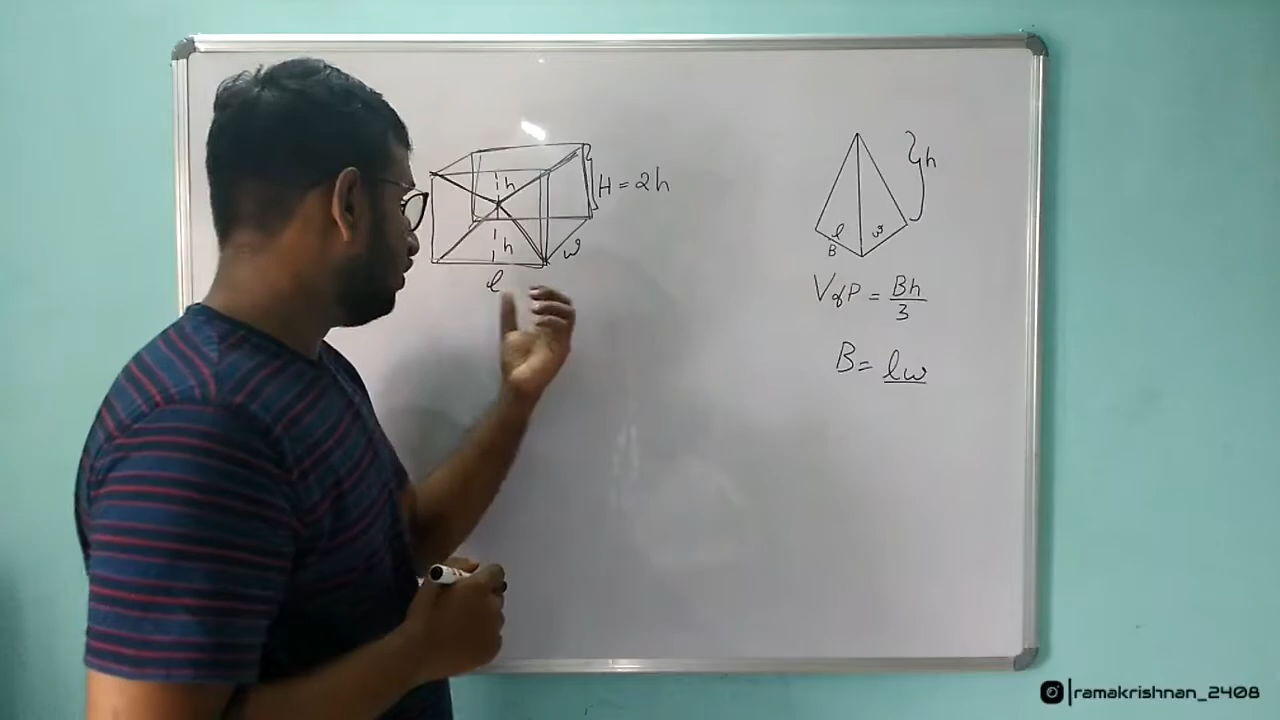 h
H = 2h
h
w
l
h
l
w
B
V of P = Bh/3
B = lw
ramakrishnan_2408